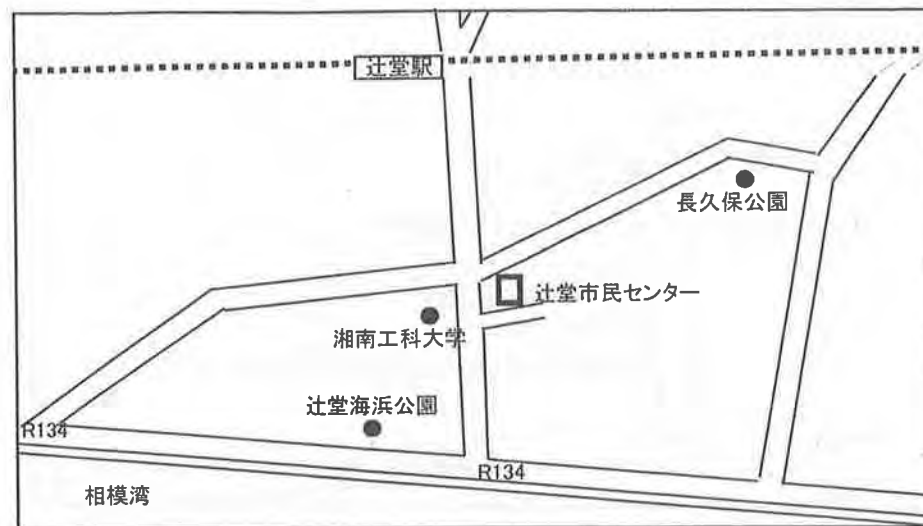 辻堂駅
長久保公園
辻堂市民センター
湘南工科大学
辻堂海浜公園
R134
R134
相模湾